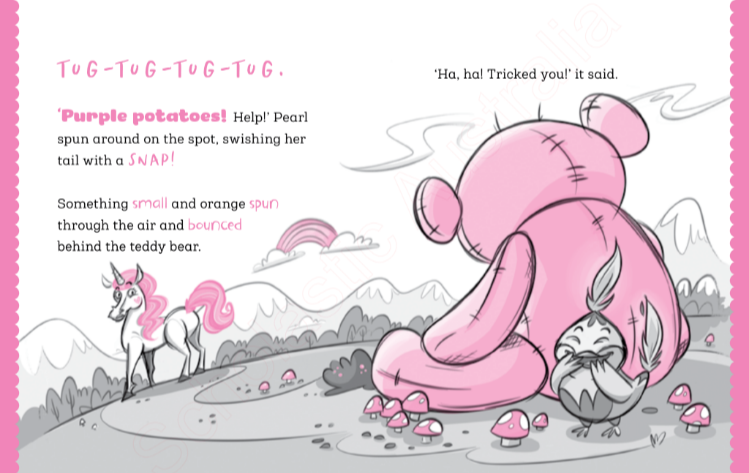 TUG-TUG-TUG-TUG.
‘Purple potatoes! Help!’ Pearl
spun around on the spot, swishing her
tail with a SNAP!
Something small and orange spun
through the air and bounced
behind the teddy bear.
‘Ha, ha! Tricked you!’ it said.